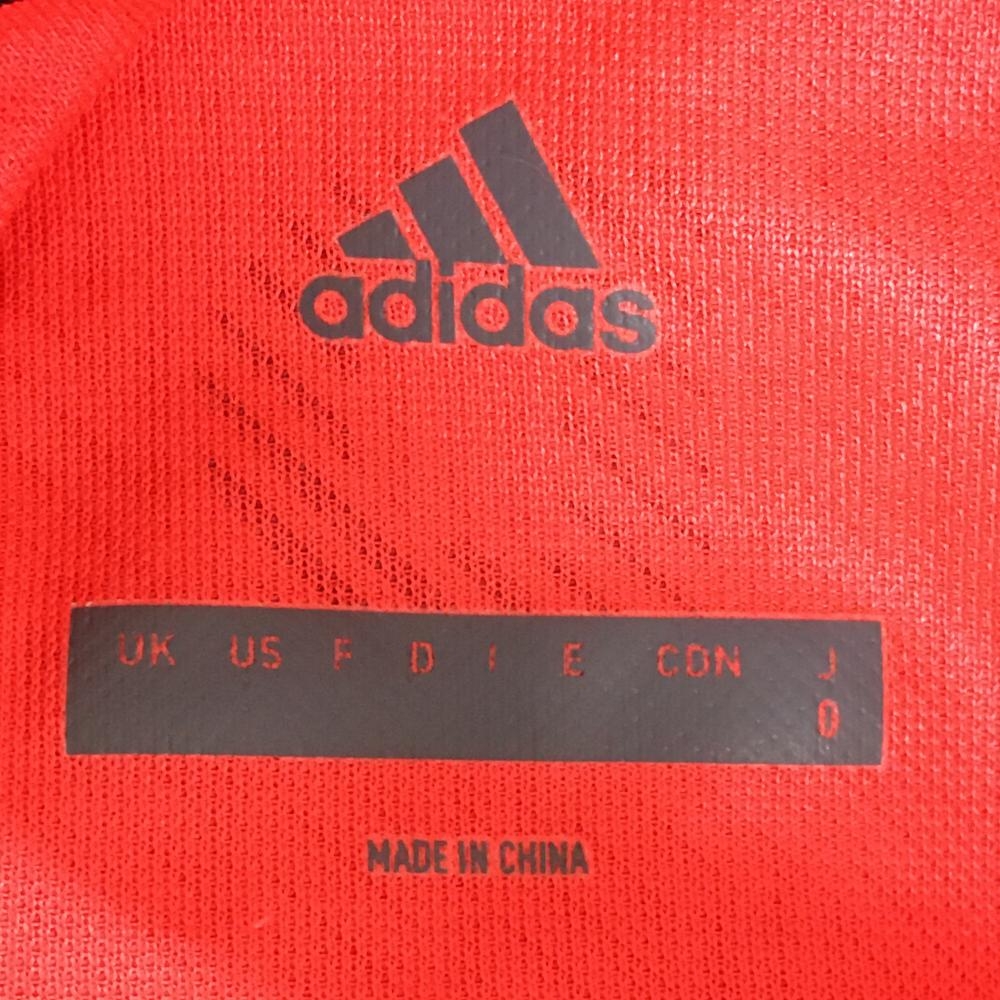 adidas
UK US F D I E CDN J
O
MADE IN CHINA